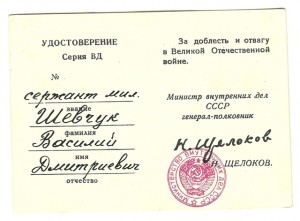 УДОСТОВЕРЕНИЕ
Серия ВД
№
сержант мил.
звание
Шевчук
фамилия
Василий
имя
Дмитриевич
отчество
За доблесть и отвагу
в Великой Отечественной
войне.
Министр внутренних дел
СССР
генерал-полковник
Н. Щелоков
Н. ЩЕЛОКОВ.